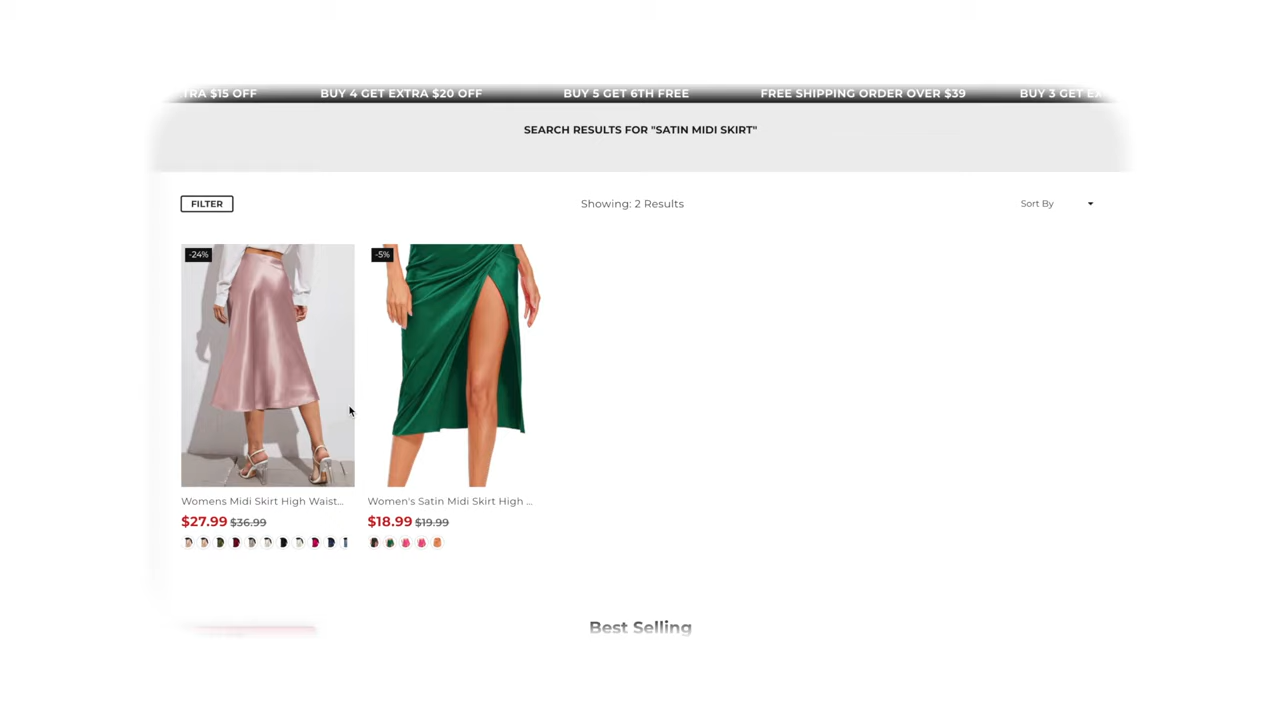 TRA $15 OFF BUY 4 GET EXTRA $20 OFF BUY 5 GET 6TH FREE FREE SHIPPING ORDER OVER $39 BUY 3 GET EX
SEARCH RESULTS FOR "SATIN MIDI SKIRT"
FILTER Showing: 2 Results Sort By
-24% -5%
Womens Midi Skirt High Waist... Women's Satin Midi Skirt High ...
$27.99 $36.99 $18.99 $19.99
Best Selling